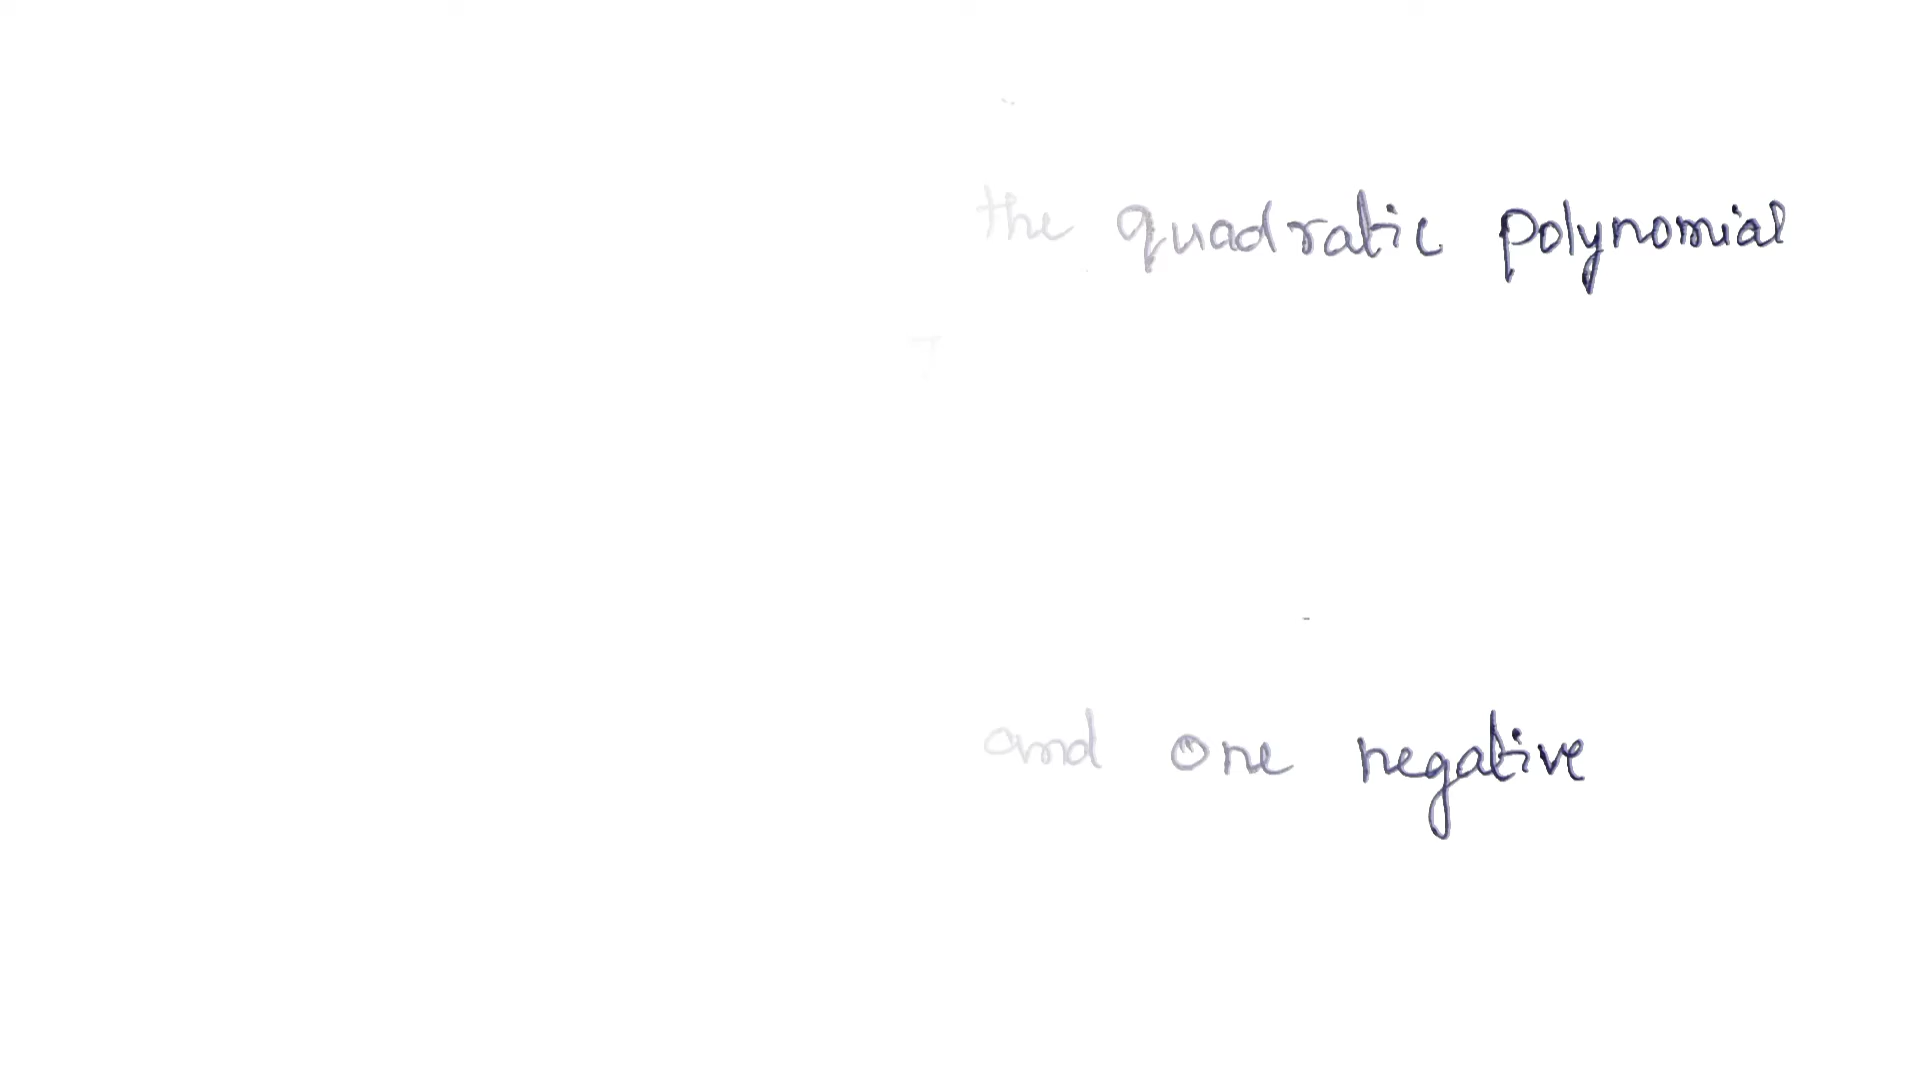 the quadratic polynomial
and one negative